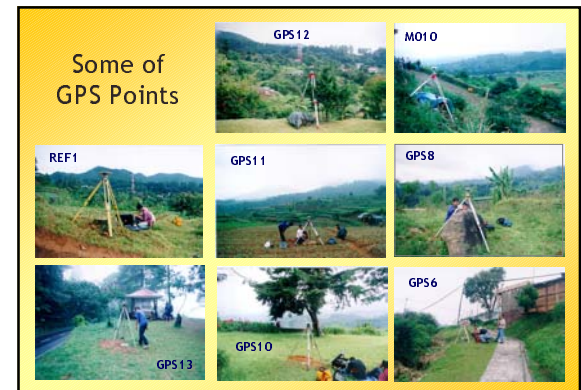 Some of
GPS Points
GPS12
M010
REF1
GPS11
GPS8
GPS13
GPS10
GPS6